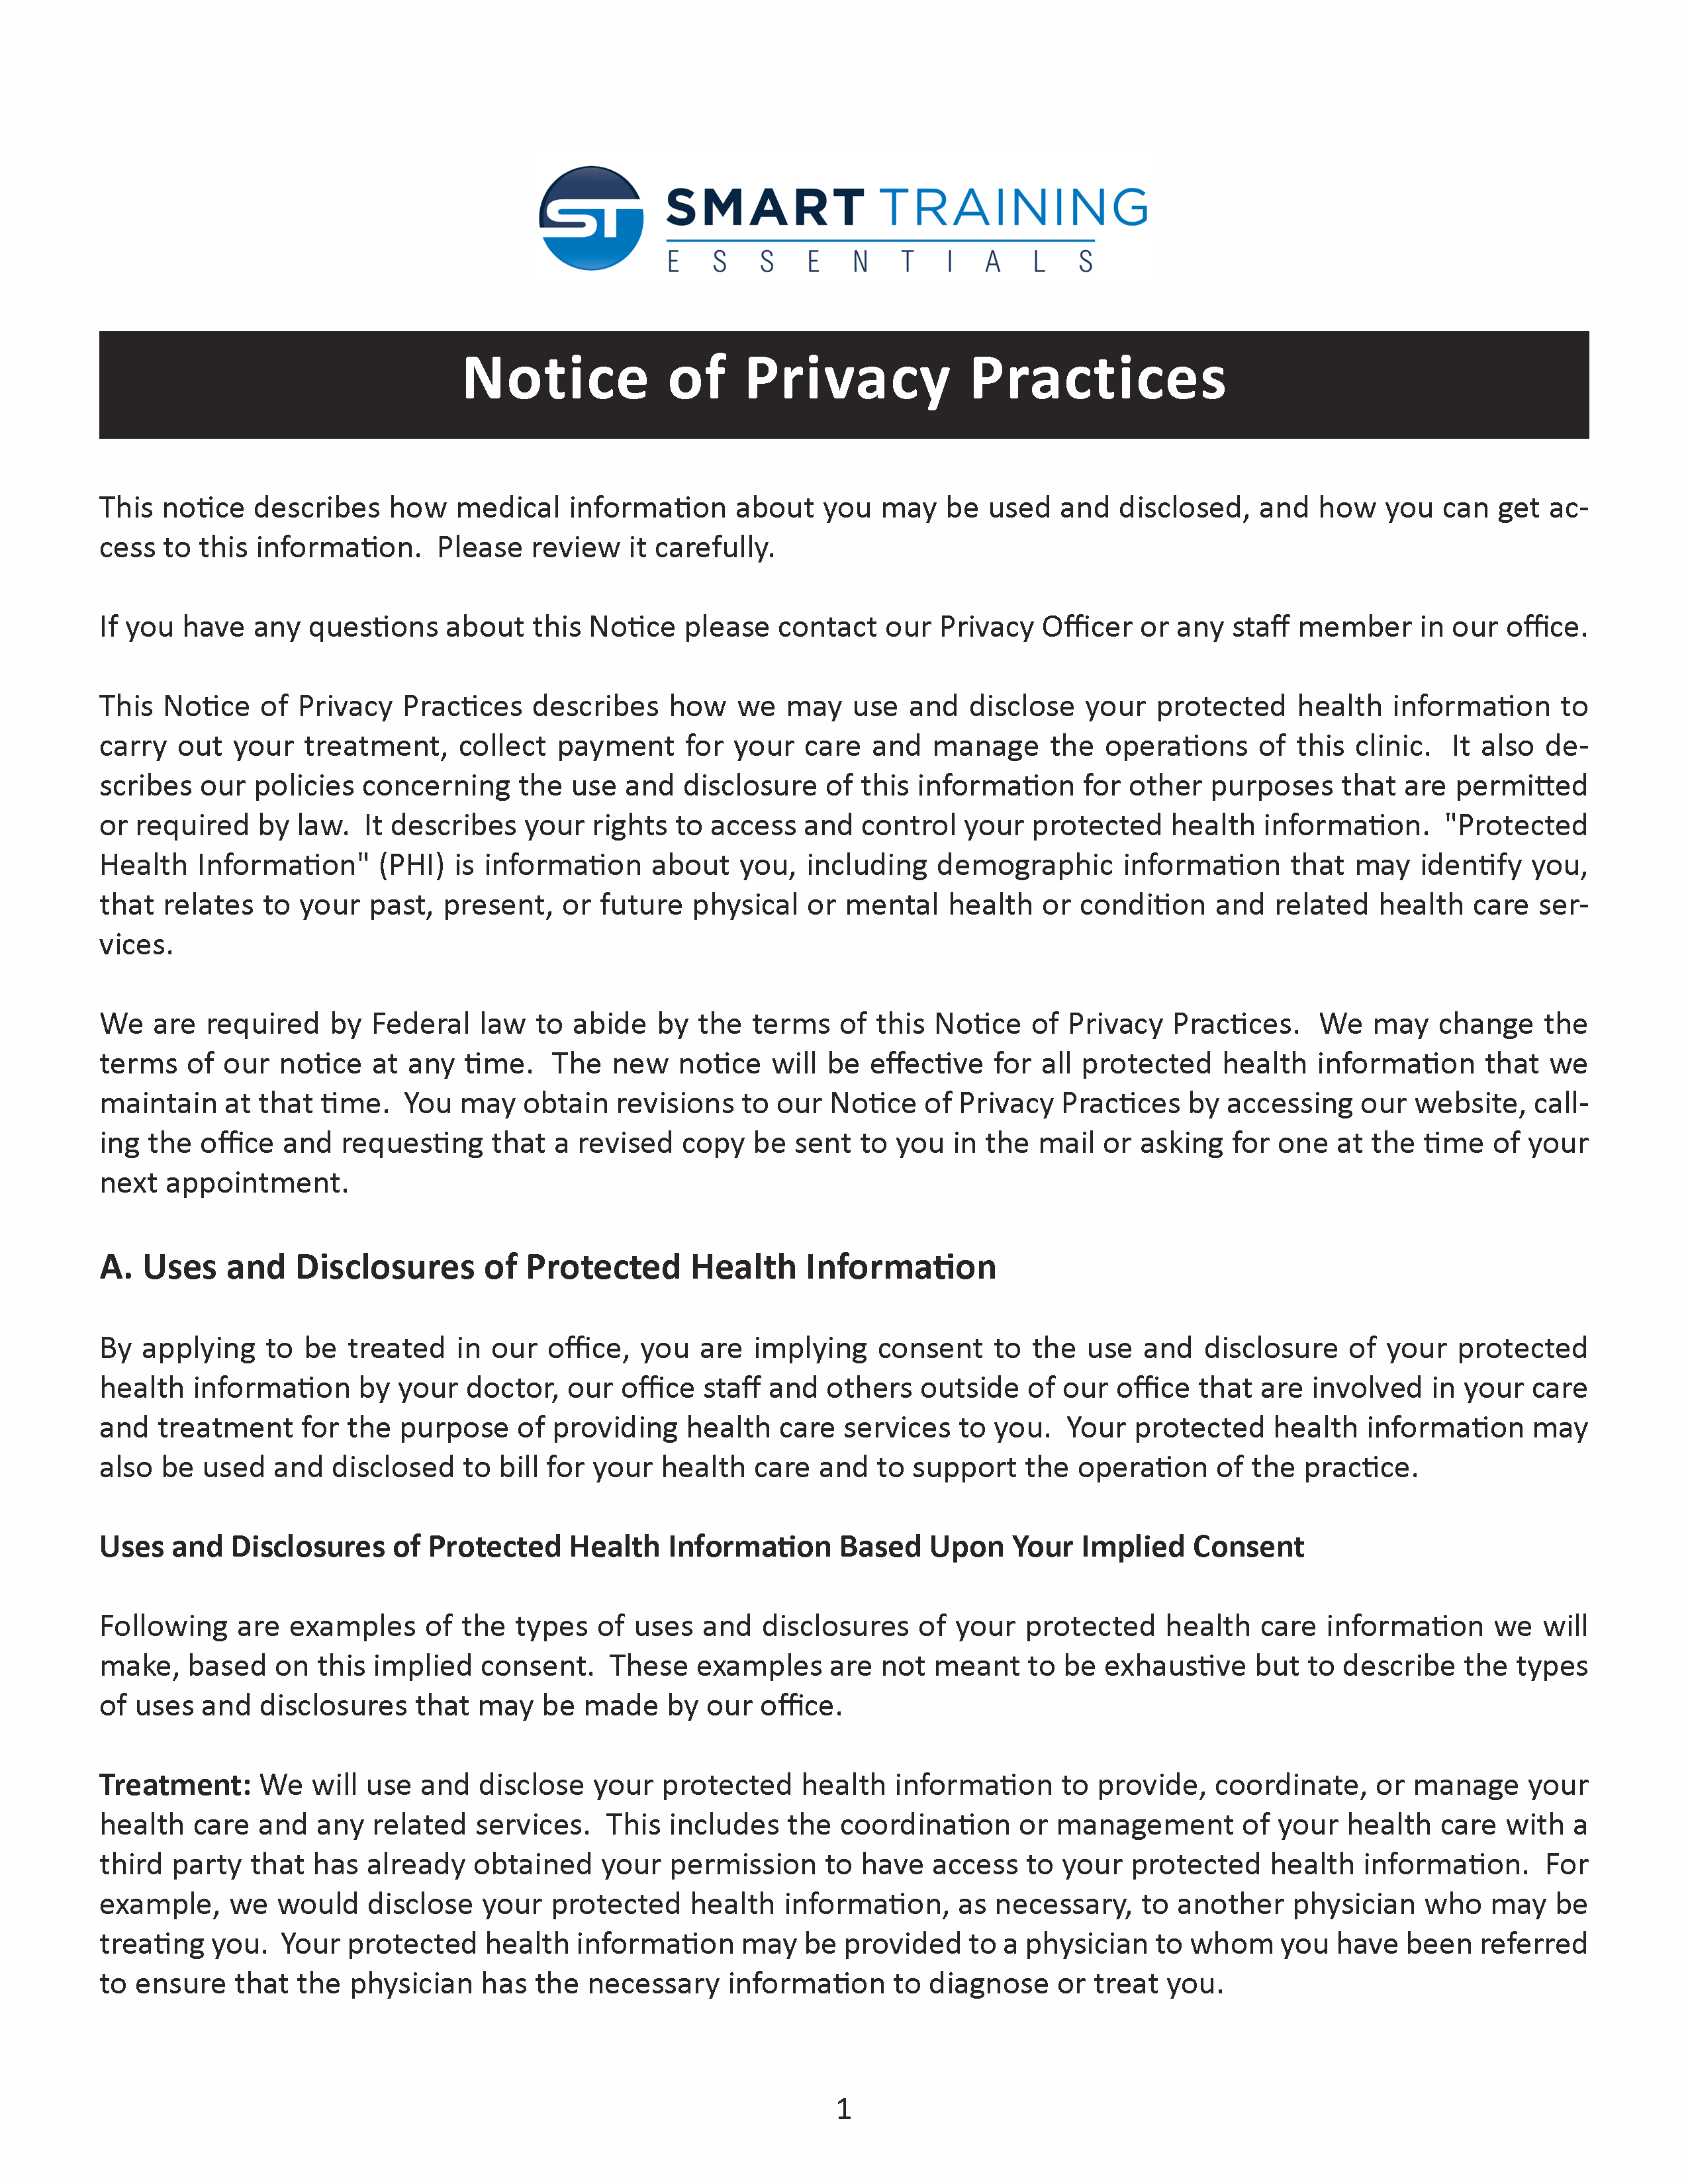 ST SMART TRAINING
ESSENTIALS
Notice of Privacy Practices
This notice describes how medical information about you may be used and disclosed, and how you can get ac-
cess to this information.  Please review it carefully.
If you have any questions about this Notice please contact our Privacy Officer or any staff member in our office.
This Notice of Privacy Practices describes how we may use and disclose your protected health information to
carry out your treatment, collect payment for your care and manage the operations of this clinic.  It also de-
scribes our policies concerning the use and disclosure of this information for other purposes that are permitted
or required by law.  It describes your rights to access and control your protected health information.  "Protected
Health Information" (PHI) is information about you, including demographic information that may identify you,
that relates to your past, present, or future physical or mental health or condition and related health care ser-
vices.
We are required by Federal law to abide by the terms of this Notice of Privacy Practices.  We may change the
terms of our notice at any time.  The new notice will be effective for all protected health information that we
maintain at that time.  You may obtain revisions to our Notice of Privacy Practices by accessing our website, call-
ing the office and requesting that a revised copy be sent to you in the mail or asking for one at the time of your
next appointment.
A. Uses and Disclosures of Protected Health Information
By applying to be treated in our office, you are implying consent to the use and disclosure of your protected
health information by your doctor, our office staff and others outside of our office that are involved in your care
and treatment for the purpose of providing health care services to you.  Your protected health information may
also be used and disclosed to bill for your health care and to support the operation of the practice.
Uses and Disclosures of Protected Health Information Based Upon Your Implied Consent
Following are examples of the types of uses and disclosures of your protected health care information we will
make, based on this implied consent.  These examples are not meant to be exhaustive but to describe the types
of uses and disclosures that may be made by our office.
Treatment: We will use and disclose your protected health information to provide, coordinate, or manage your
health care and any related services.  This includes the coordination or management of your health care with a
third party that has already obtained your permission to have access to your protected health information.  For
example, we would disclose your protected health information, as necessary, to another physician who may be
treating you.  Your protected health information may be provided to a physician to whom you have been referred
to ensure that the physician has the necessary information to diagnose or treat you.
1